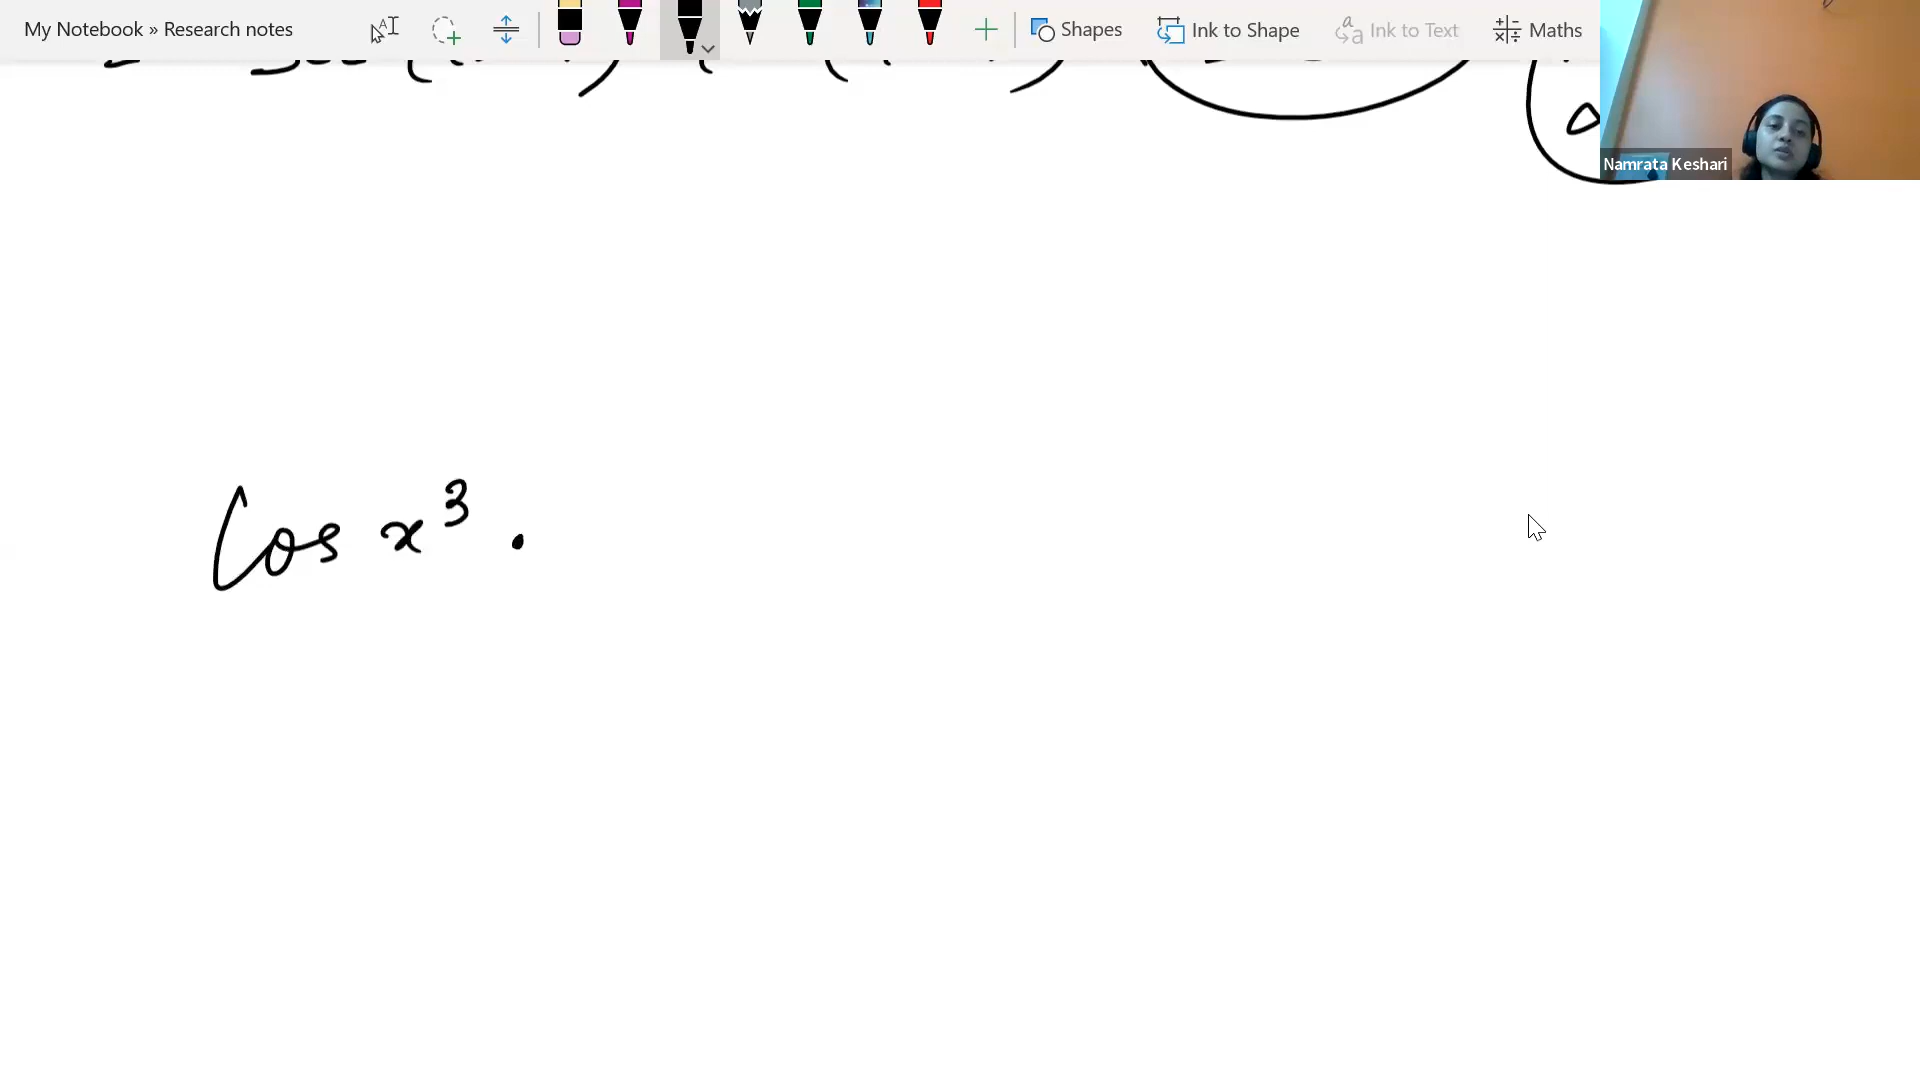 My Notebook » Research notes Shapes Ink to Shape Ink to Text Maths
Namrata Keshari
Cos x³ .